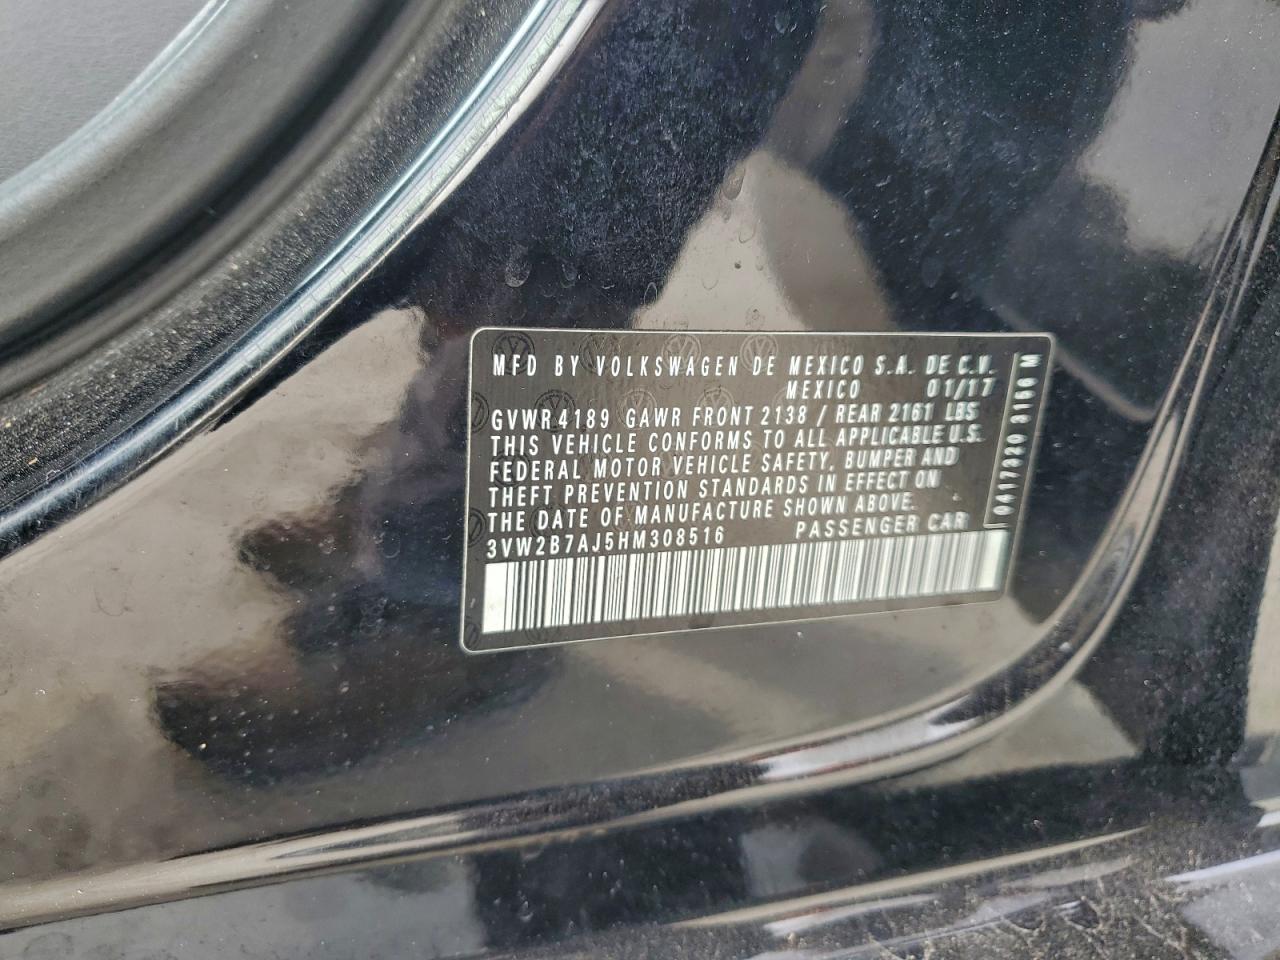 MFD BY VOLKSWAGEN DE MEXICO S.A. DE C.V.
MEXICO 01/17
GVWR 4189 GAWR FRONT 2138 / REAR 2161 LBS
THIS VEHICLE CONFORMS TO ALL APPLICABLE U.S.
FEDERAL MOTOR VEHICLE SAFETY, BUMPER AND
THEFT PREVENTION STANDARDS IN EFFECT ON
THE DATE OF MANUFACTURE SHOWN ABOVE.
3VW2B7AJ5HM308516 PASSENGER CAR
0417320 3156 M